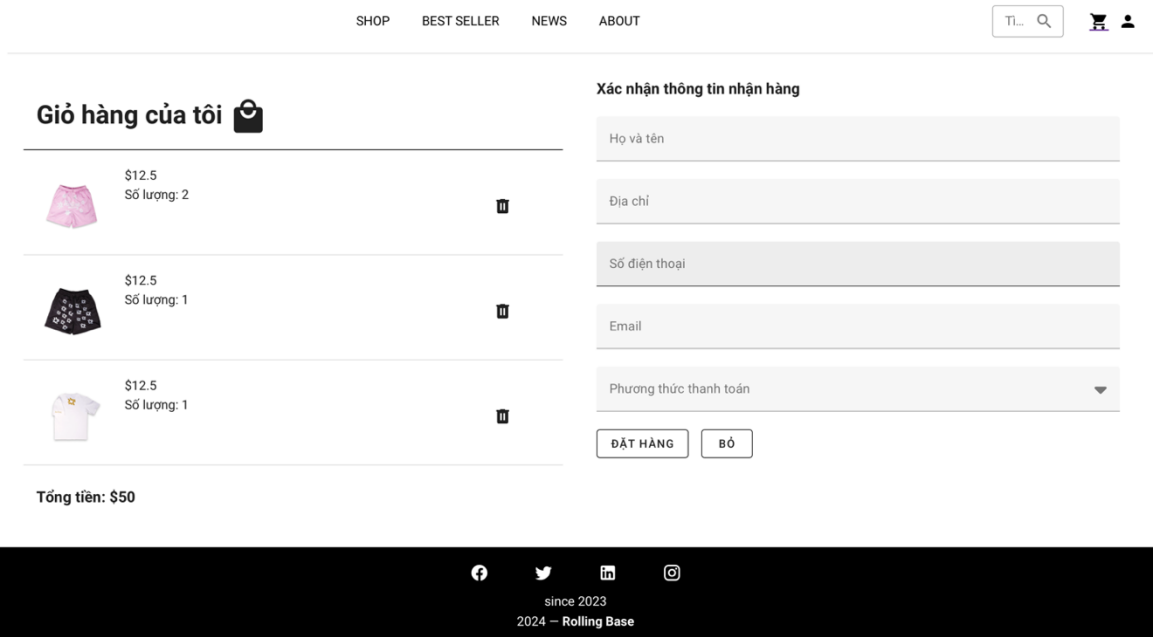 SHOP BEST SELLER NEWS ABOUT Tì...
Giỏ hàng của tôi
$12.5
Số lượng: 2
$12.5
Số lượng: 1
$12.5
Số lượng: 1
Tổng tiền: $50
Xác nhận thông tin nhận hàng
Họ và tên
Địa chỉ
Số điện thoại
Email
Phương thức thanh toán
ĐẶT HÀNG BỎ
since 2023
2024 — Rolling Base